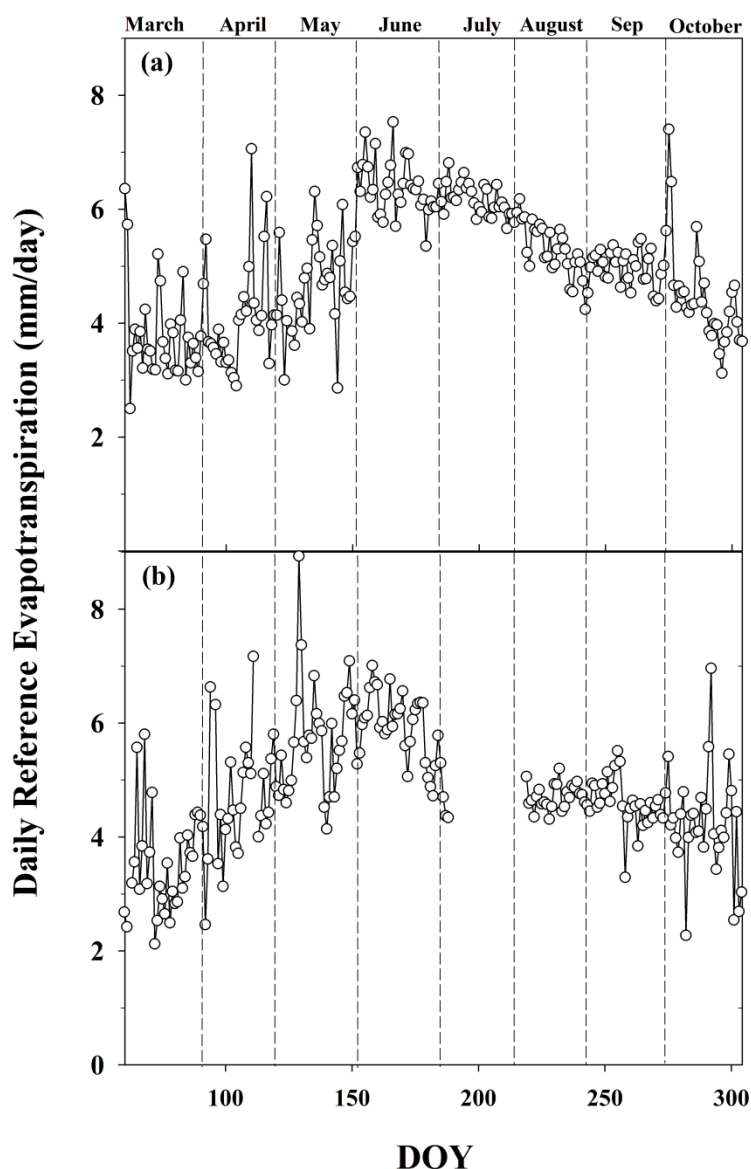 March April May June July August Sep October
(a)
8
6
4
2
Daily Reference Evapotranspiration (mm/day)
(b)
8
6
4
2
0
100 150 200 250 300
DOY